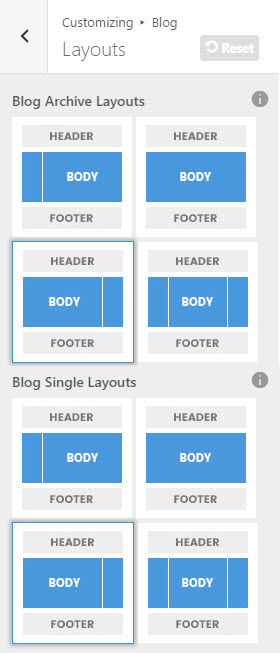 Customizing ▸ Blog
Layouts
Reset
Blog Archive Layouts
HEADER HEADER
BODY BODY
FOOTER FOOTER
HEADER HEADER
BODY BODY
FOOTER FOOTER
Blog Single Layouts
HEADER HEADER
BODY BODY
FOOTER FOOTER
HEADER HEADER
BODY BODY
FOOTER FOOTER